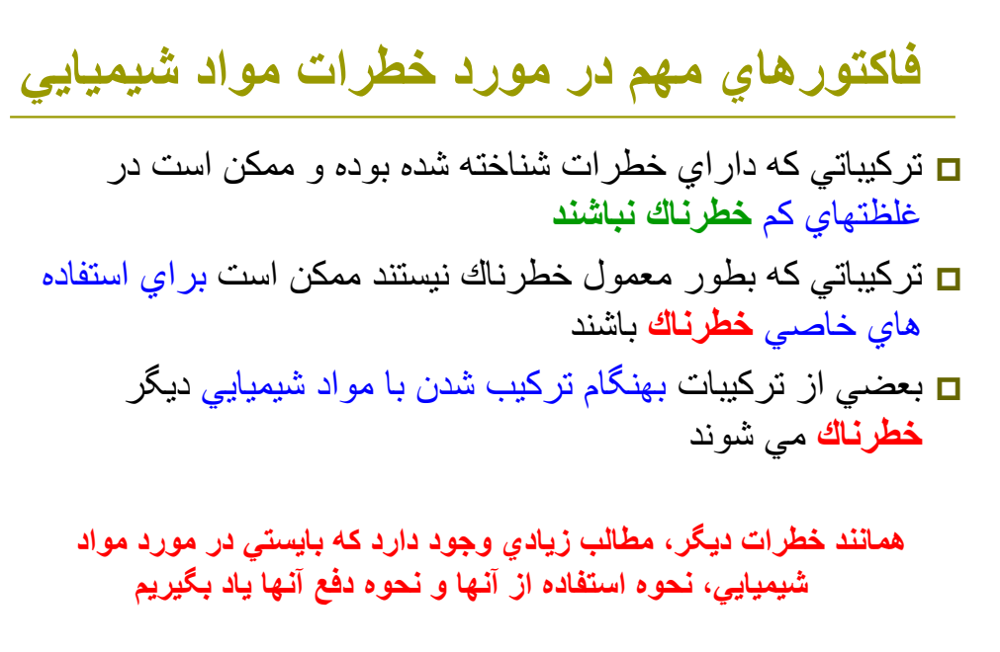 فاكتورهاي مهم در مورد خطرات مواد شيميايي
تركيباتي كه داراي خطرات شناخته شده بوده و ممكن است در
غلظتهاي كم خطرناك نباشند
تركيباتي كه بطور معمول خطرناك نيستند ممكن است براي استفاده
هاي خاصي خطرناك باشند
بعضي از تركيبات بهنگام تركيب شدن با مواد شيميايي ديگر
خطرناك مي شوند
همانند خطرات ديگر، مطالب زيادي وجود دارد كه بايستي در مورد مواد
شيميايي، نحوه استفاده از آنها و نحوه دفع آنها ياد بگيريم